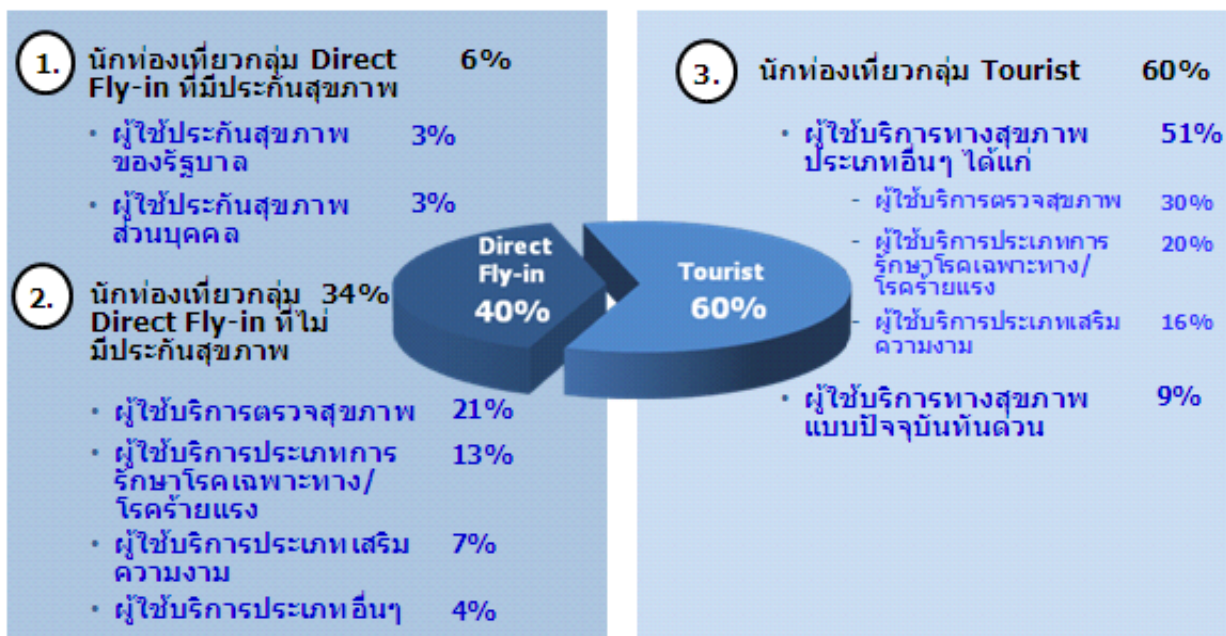 1. นักท่องเที่ยวกลุ่ม Direct 6%
Fly-in ที่มีประกันสุขภาพ
• ผู้ใช้ประกันสุขภาพ 3%
ของรัฐบาล
• ผู้ใช้ประกันสุขภาพ 3%
ส่วนบุคคล
2. นักท่องเที่ยวกลุ่ม 34%
Direct Fly-in ที่ไม่
มีประกันสุขภาพ
• ผู้ใช้บริการตรวจสุขภาพ 21%
• ผู้ใช้บริการประเภทการ 13%
รักษาโรคเฉพาะทาง/
โรคร้ายแรง
• ผู้ใช้บริการประเภทเสริม 7%
ความงาม
• ผู้ใช้บริการประเภทอื่นๆ 4%
Direct
Fly-in
40%
Tourist
60%
3. นักท่องเที่ยวกลุ่ม Tourist 60%
• ผู้ใช้บริการทางสุขภาพ 51%
ประเภทอื่นๆ ได้แก่
- ผู้ใช้บริการตรวจสุขภาพ 30%
- ผู้ใช้บริการประเภทการ 20%
รักษาโรคเฉพาะทาง/
โรคร้ายแรง
- ผู้ใช้บริการประเภทเสริม 16%
ความงาม
• ผู้ใช้บริการทางสุขภาพ 9%
แบบปัจจุบันทันด่วน